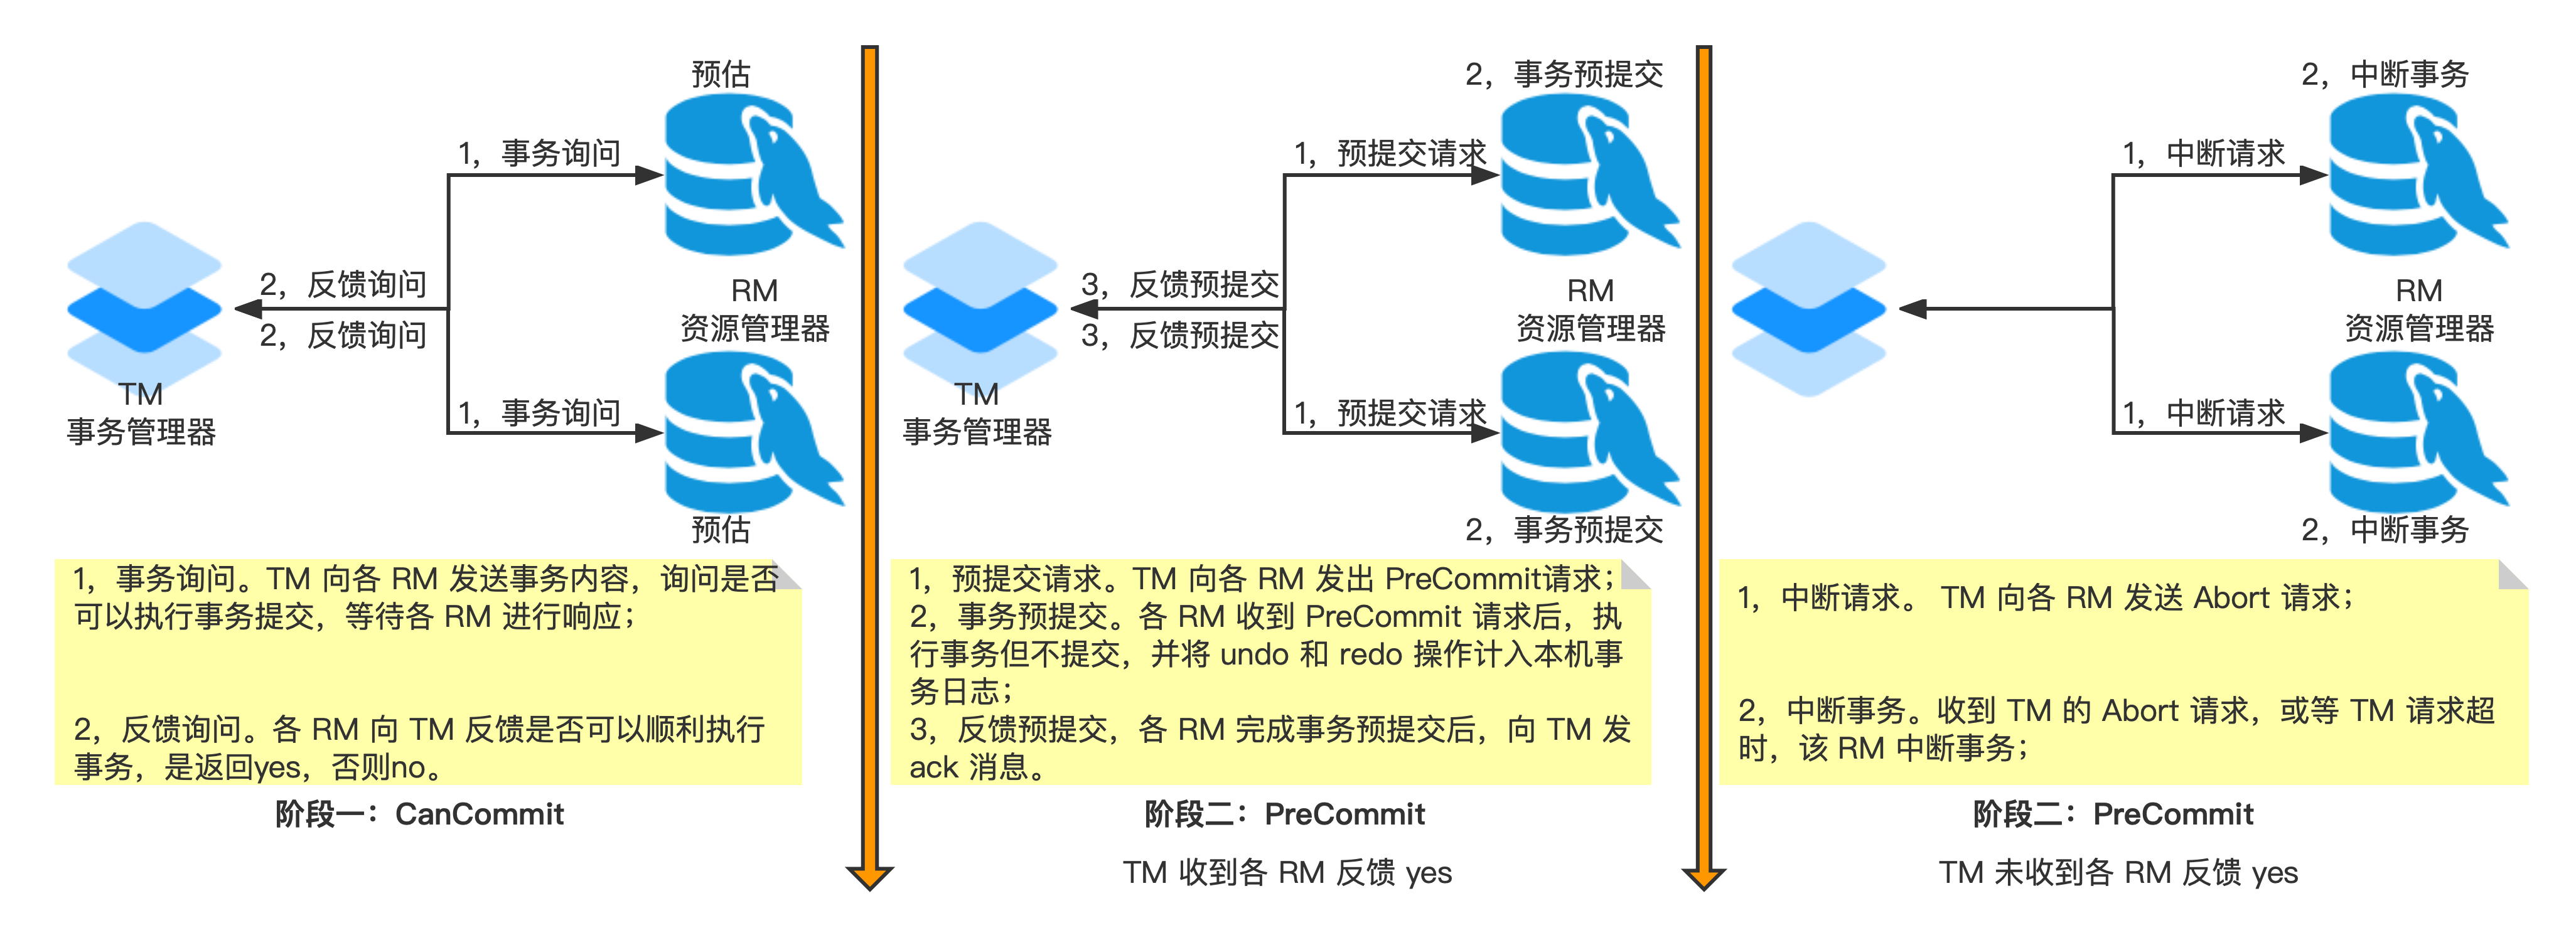 预估
1，事务询问
2，反馈询问
2，反馈询问
RM
资源管理器
TM
事务管理器
1，事务询问
预估
1，事务询问。TM 向各 RM 发送事务内容，询问是否
可以执行事务提交，等待各 RM 进行响应；
2，反馈询问。各 RM 向 TM 反馈是否可以顺利执行
事务，是返回yes，否则no。
阶段一：CanCommit
2，事务预提交
1，预提交请求
3，反馈预提交
3，反馈预提交
RM
资源管理器
TM
事务管理器
1，预提交请求
2，事务预提交
1，预提交请求。TM 向各 RM 发出 PreCommit请求；
2，事务预提交。各 RM 收到 PreCommit 请求后，执
行事务但不提交，并将 undo 和 redo 操作计入本机事
务日志；
3，反馈预提交，各 RM 完成事务预提交后，向 TM 发
ack 消息。
阶段二：PreCommit
TM 收到各 RM 反馈 yes
2，中断事务
1，中断请求
RM
资源管理器
1，中断请求
2，中断事务
1，中断请求。 TM 向各 RM 发送 Abort 请求；
2，中断事务。收到 TM 的 Abort 请求，或等 TM 请求超
时，该 RM 中断事务；
阶段二：PreCommit
TM 未收到各 RM 反馈 yes